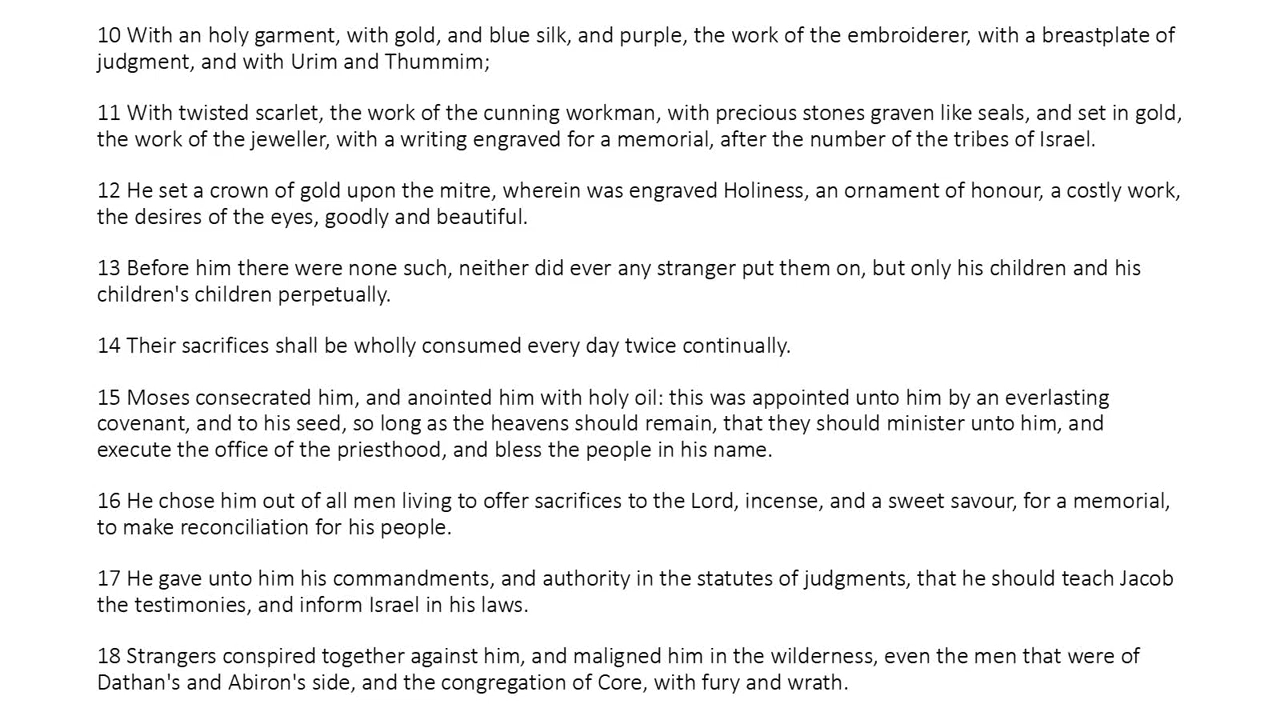 10 With an holy garment, with gold, and blue silk, and purple, the work of the embroiderer, with a breastplate of
judgment, and with Urim and Thummim;
11 With twisted scarlet, the work of the cunning workman, with precious stones graven like seals, and set in gold,
the work of the jeweller, with a writing engraved for a memorial, after the number of the tribes of Israel.
12 He set a crown of gold upon the mitre, wherein was engraved Holiness, an ornament of honour, a costly work,
the desires of the eyes, goodly and beautiful.
13 Before him there were none such, neither did ever any stranger put them on, but only his children and his
children's children perpetually.
14 Their sacrifices shall be wholly consumed every day twice continually.
15 Moses consecrated him, and anointed him with holy oil: this was appointed unto him by an everlasting
covenant, and to his seed, so long as the heavens should remain, that they should minister unto him, and
execute the office of the priesthood, and bless the people in his name.
16 He chose him out of all men living to offer sacrifices to the Lord, incense, and a sweet savour, for a memorial,
to make reconciliation for his people.
17 He gave unto him his commandments, and authority in the statutes of judgments, that he should teach Jacob
the testimonies, and inform Israel in his laws.
18 Strangers conspired together against him, and maligned him in the wilderness, even the men that were of
Dathan's and Abiron's side, and the congregation of Core, with fury and wrath.